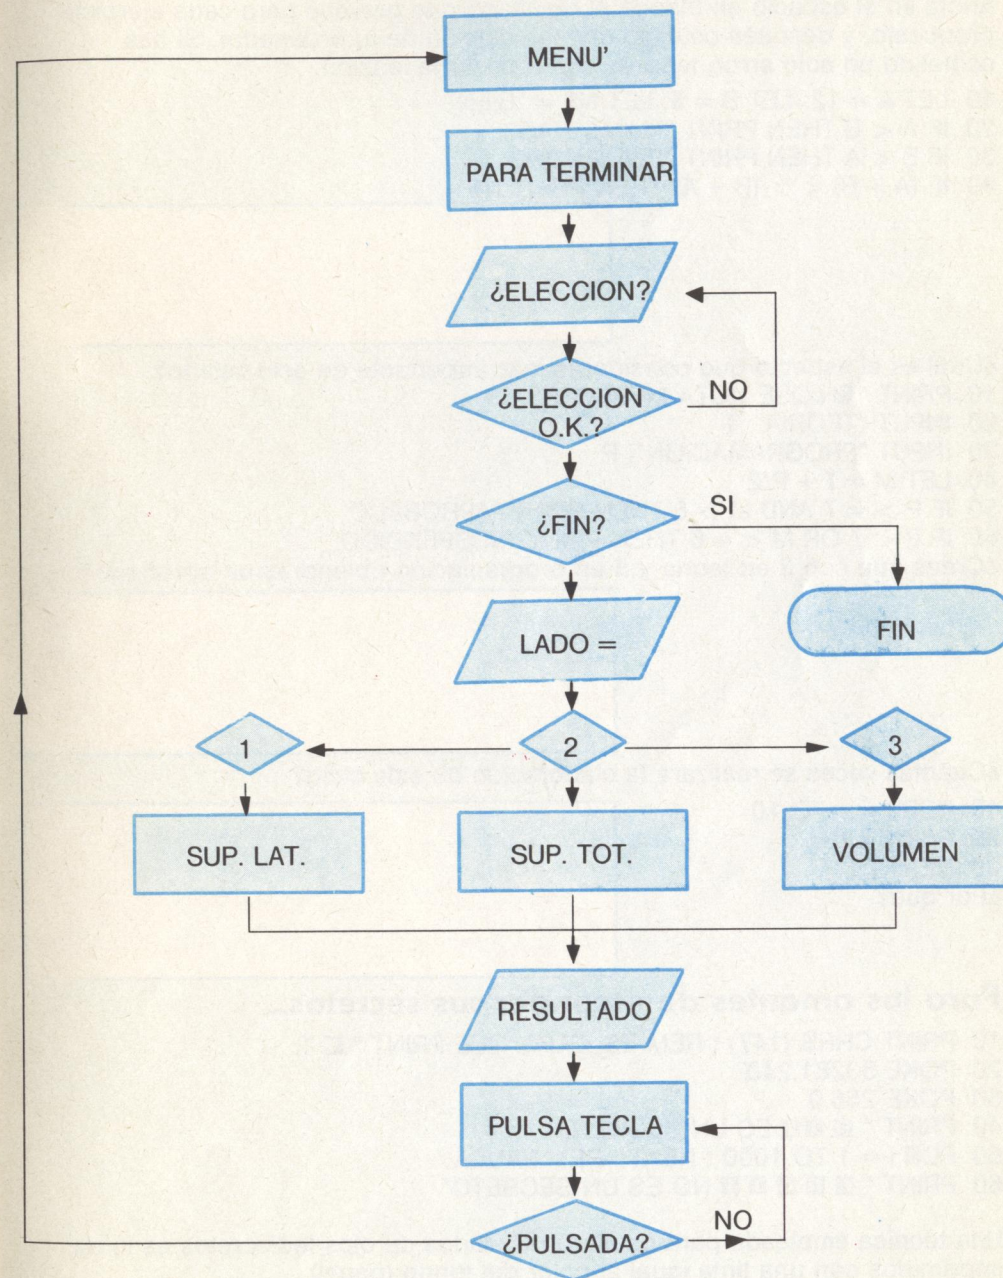 MENU'
PARA TERMINAR
¿ELECCION?
¿ELECCION
O.K.?
NO
¿FIN?
SI
FIN
LADO =
1
2
3
SUP. LAT.
SUP. TOT.
VOLUMEN
RESULTADO
PULSA TECLA
¿PULSADA?
NO